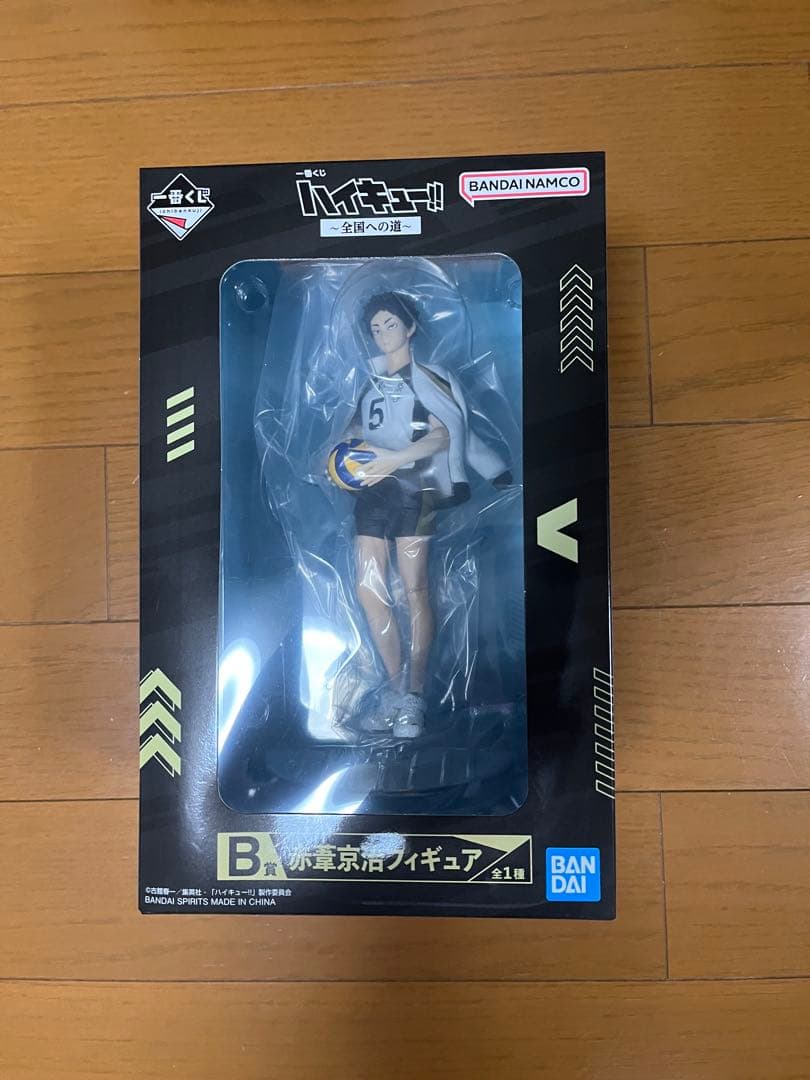 一番くじ
ichibankuji
一番くじ
ハイキュー!!
～全国への道～
BANDAI NAMCO
5
B賞 赤葦京治フィギュア 全1種
BAN
DAI
©古舘春一／集英社・「ハイキュー!!」製作委員会
BANDAI SPIRITS MADE IN CHINA